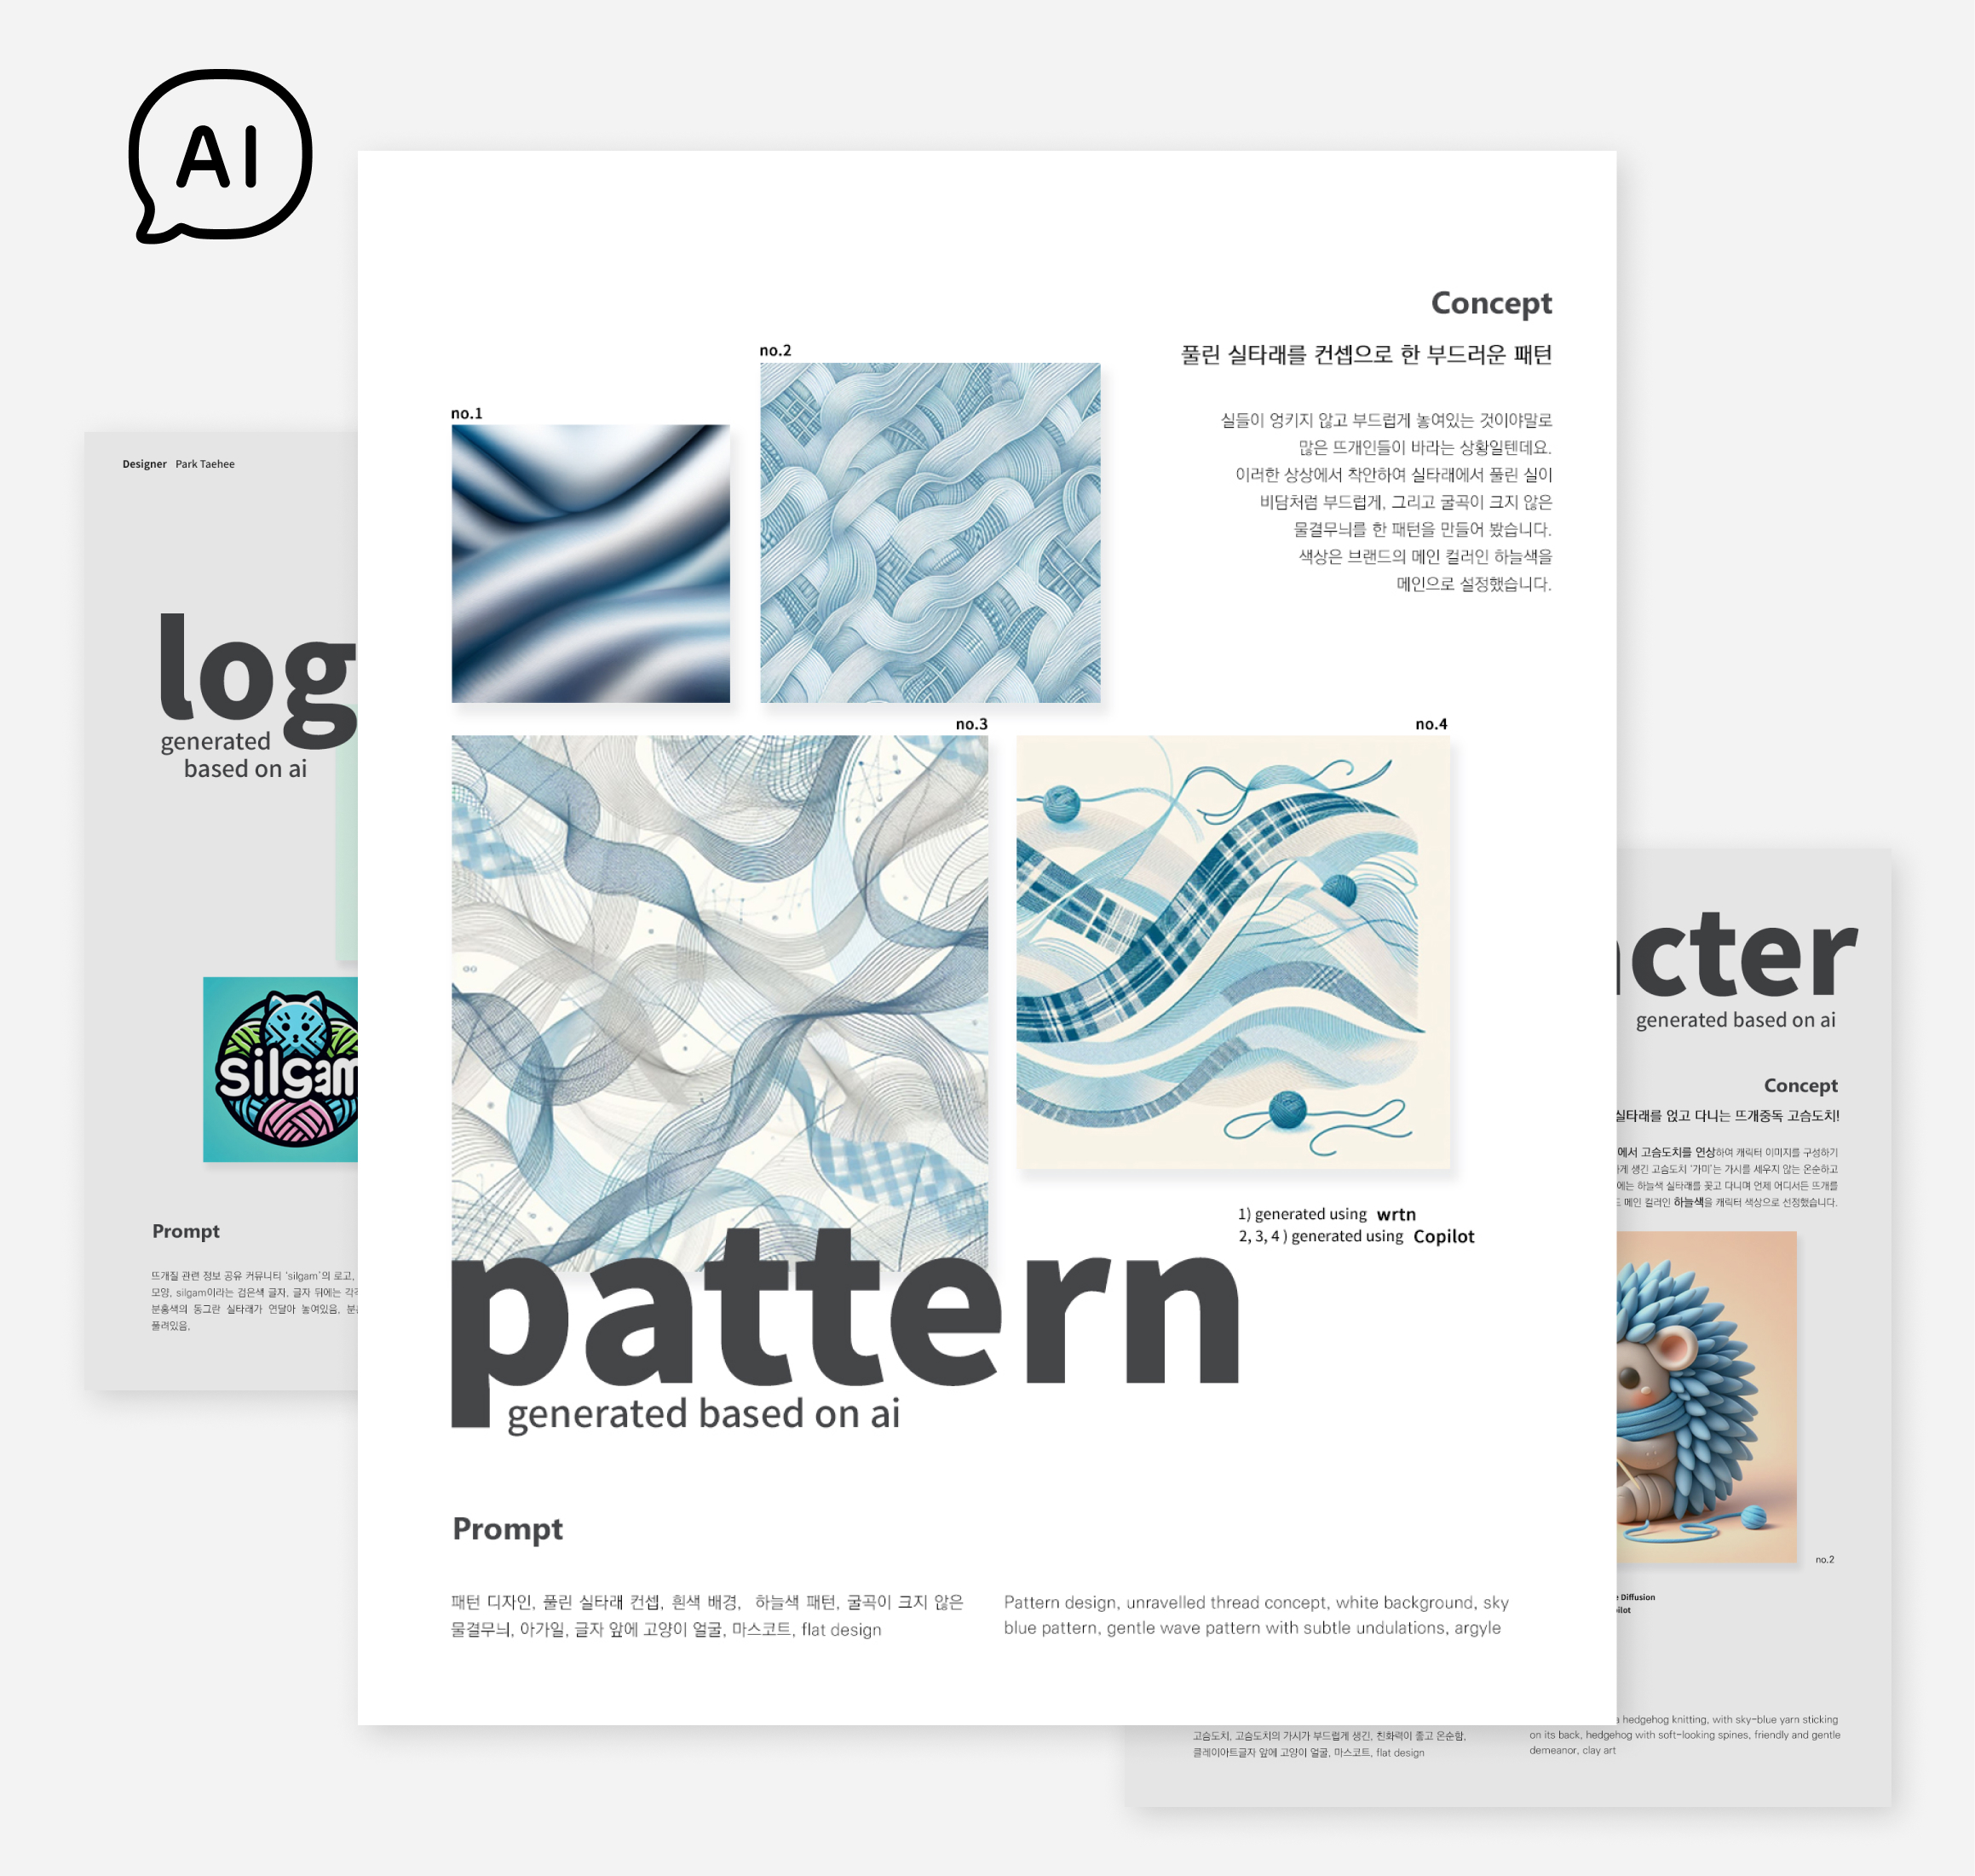 AI
Designer Park Taehee
log
generated
based on ai
silgam
Prompt
뜨개질 관련 정보 공유 커뮤니티 'silgam'의 로고,
모양, silgam이라는 검은색 글자, 글자 뒤에는
분홍색의 동그란 실타래가 연달아 놓여있음,
풀려있음,
Concept
풀린 실타래를 컨셉으로 한 부드러운 패턴
실들이 엉키지 않고 부드럽게 놓여있는 것이야말로
많은 뜨개인들이 바라는 상황일텐데요.
이러한 상상에서 착안하여 실타래에서 풀린 실이
비담처럼 부드럽게, 그리고 굴곡이 크지 않은
물결무늬를 한 패턴을 만들어 봤습니다.
색상은 브랜드의 메인 컬러인 하늘색을
메인으로 설정했습니다.
no.1
no.2
no.3
no.4
1) generated using wrtn
2, 3, 4 ) generated using Copilot
pattern
generated based on ai
Prompt
패턴 디자인, 풀린 실타래 컨셉, 흰색 배경, 하늘색 패턴, 굴곡이 크지 않은
물결무늬, 아가일, 글자 앞에 고양이 얼굴, 마스코트, flat design
Pattern design, unravelled thread concept, white background, sky
blue pattern, gentle wave pattern with subtle undulations, argyle
cter
generated based on ai
Concept
실타래를 얹고 다니는 뜨개중독 고슴도치!
에서 고슴도치를 연상하여 캐릭터 이미지를 구성하기
게 생긴 고슴도치 '가미'는 가시를 세우지 않는 온순하고
에는 하늘색 실타래를 꽂고 다니며 언제 어디서든 뜨개를
메인 컬러인 하늘색을 캐릭터 색상으로 선정했습니다.
no.2
Diffusion
ilot
고슴도치, 고슴도치의 가시가 부드럽게 생긴, 친화력이 좋고 온순함,
클레이아트글자 앞에 고양이 얼굴, 마스코트, flat design
a hedgehog knitting, with sky-blue yarn sticking
on its back, hedgehog with soft-looking spines, friendly and gentle
demeanor, clay art